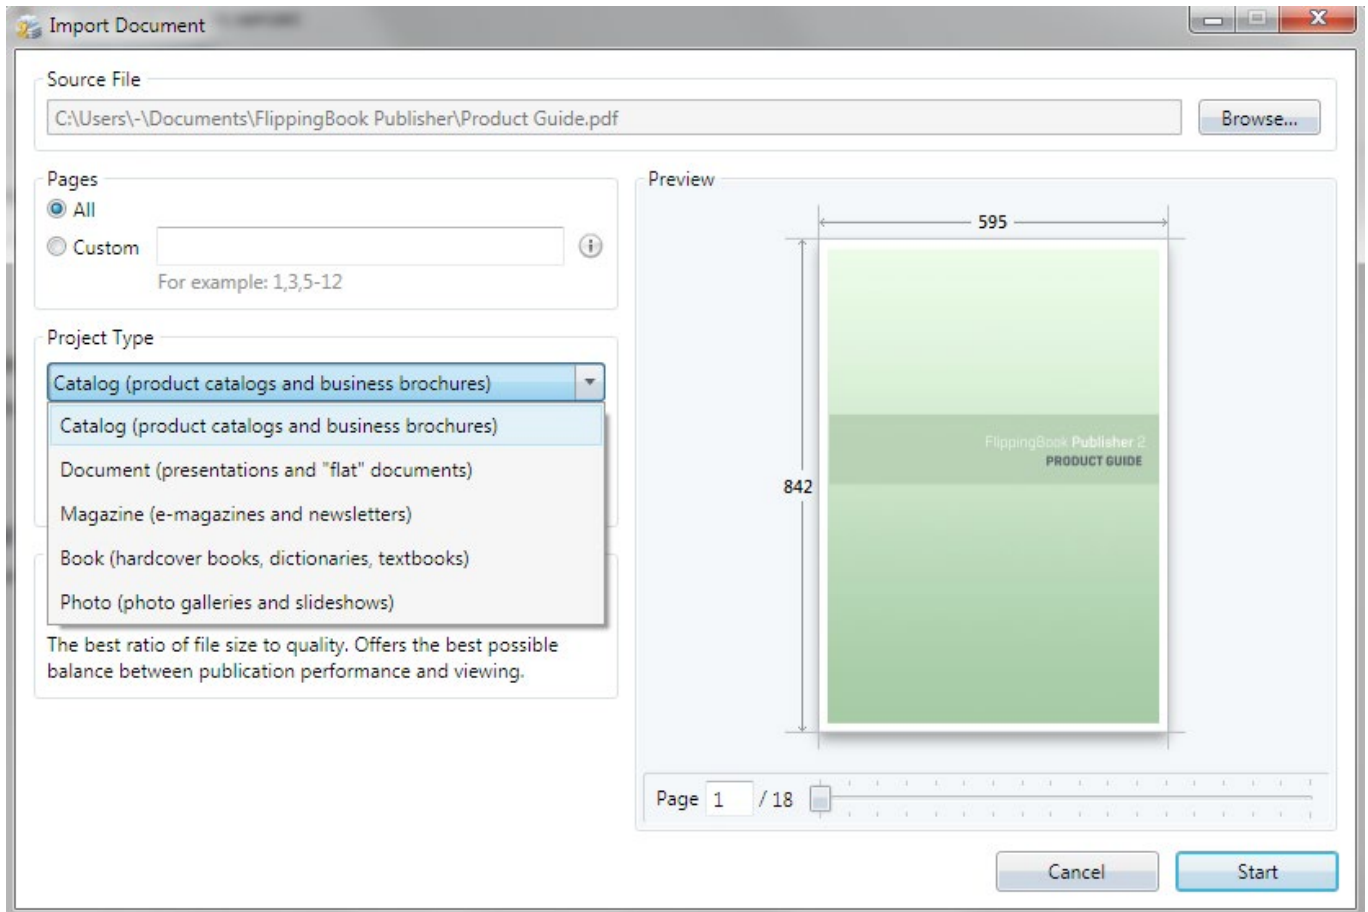 Import Document
Source File
C:\Users\-\Documents\FlippingBook Publisher\Product Guide.pdf
Browse...
Pages
All
Custom
For example: 1,3,5-12
Project Type
Catalog (product catalogs and business brochures)
Catalog (product catalogs and business brochures)
Document (presentations and "flat" documents)
Magazine (e-magazines and newsletters)
Book (hardcover books, dictionaries, textbooks)
Photo (photo galleries and slideshows)
The best ratio of file size to quality. Offers the best possible
balance between publication performance and viewing.
Preview
595
842
FlippingBook Publisher 2
PRODUCT GUIDE
Page 1 / 18
Cancel
Start